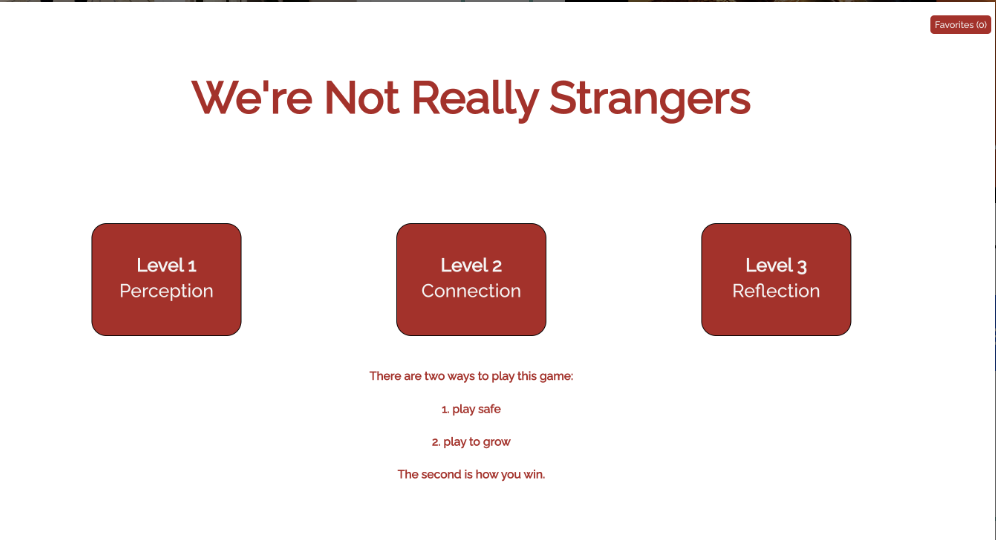 Favorites (0)
We're Not Really Strangers
Level 1
Perception
Level 2
Connection
Level 3
Reflection
There are two ways to play this game:
1. play safe
2. play to grow
The second is how you win.